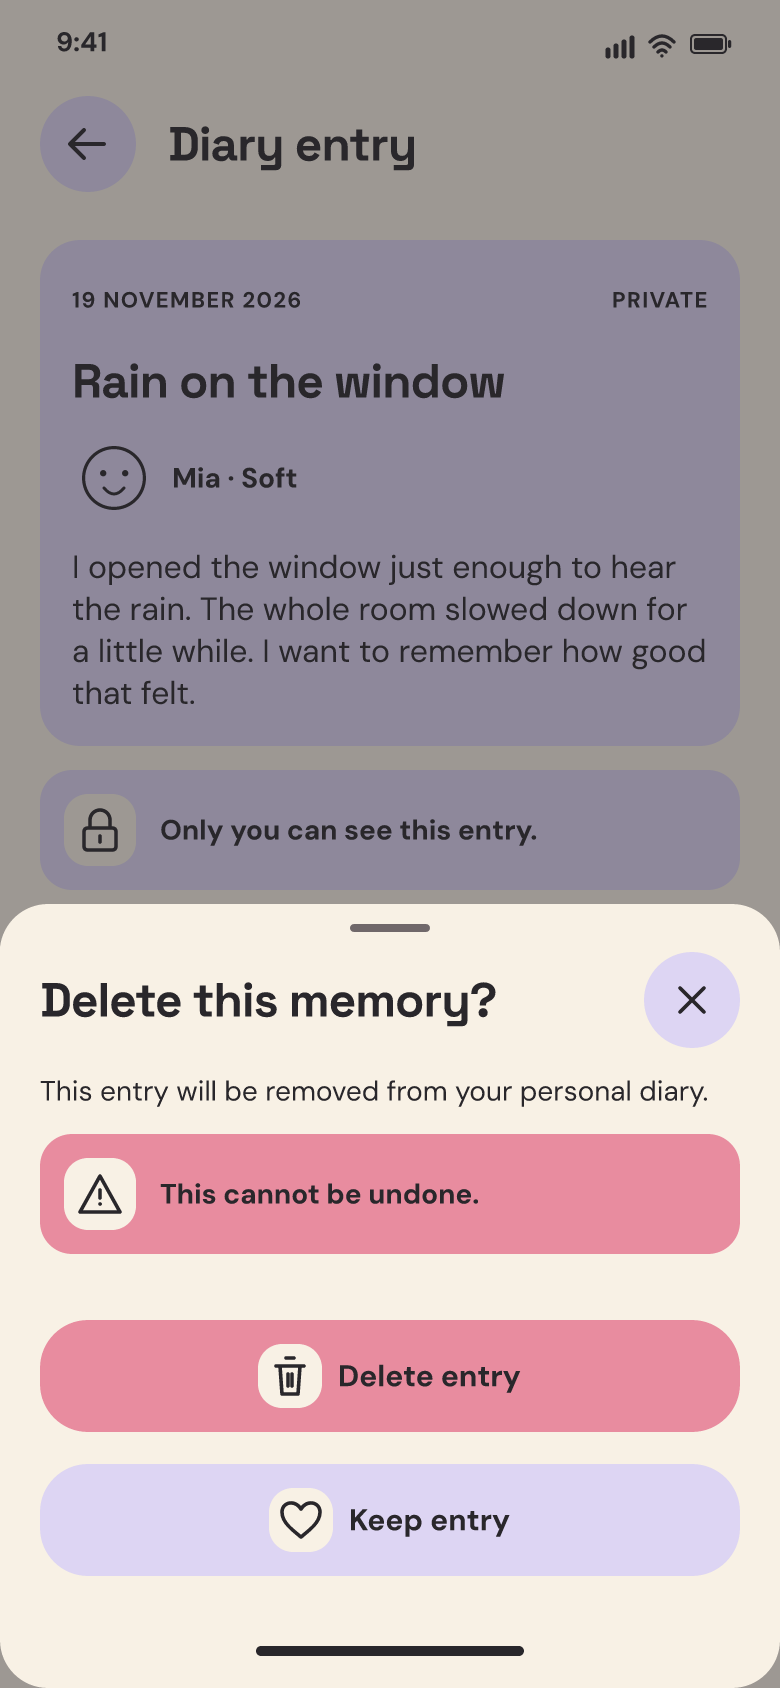 9:41
Diary entry
19 NOVEMBER 2026 PRIVATE
Rain on the window
Mia · Soft
I opened the window just enough to hear
the rain. The whole room slowed down for
a little while. I want to remember how good
that felt.
Only you can see this entry.
Delete this memory?
This entry will be removed from your personal diary.
This cannot be undone.
Delete entry
Keep entry